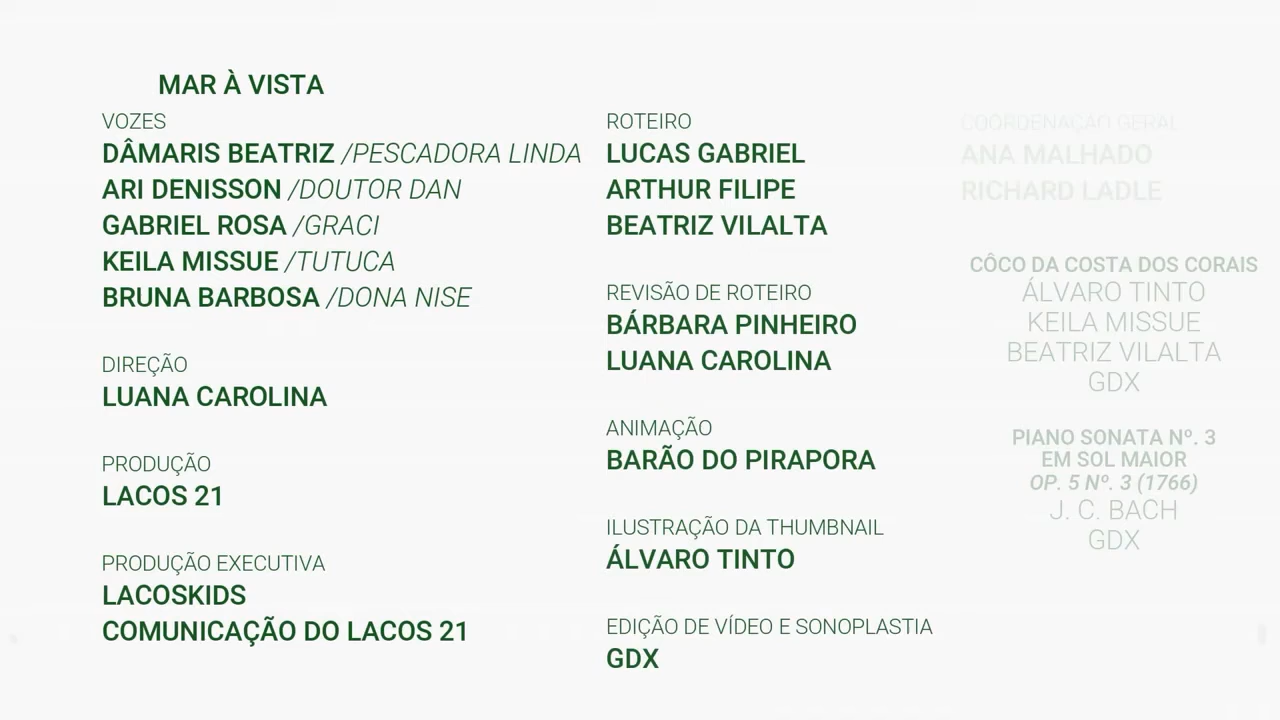 MAR À VISTA
VOZES
DÂMARIS BEATRIZ /PESCADORA LINDA
ARI DENISSON /DOUTOR DAN
GABRIEL ROSA /GRACI
KEILA MISSUE /TUTUCA
BRUNA BARBOSA /DONA NISE
DIREÇÃO
LUANA CAROLINA
PRODUÇÃO
LACOS 21
PRODUÇÃO EXECUTIVA
LACOSKIDS
COMUNICAÇÃO DO LACOS 21
ROTEIRO
LUCAS GABRIEL
ARTHUR FILIPE
BEATRIZ VILALTA
REVISÃO DE ROTEIRO
BÁRBARA PINHEIRO
LUANA CAROLINA
ANIMAÇÃO
BARÃO DO PIRAPORA
ILUSTRAÇÃO DA THUMBNAIL
ÁLVARO TINTO
EDIÇÃO DE VÍDEO E SONOPLASTIA
GDX
COORDENAÇÃO GERAL
ANA MALHADO
RICHARD LADLE
CÔCO DA COSTA DOS CORAIS
ÁLVARO TINTO
KEILA MISSUE
BEATRIZ VILALTA
GDX
PIANO SONATA Nº. 3
EM SOL MAIOR
OP. 5 Nº. 3 (1766)
J. C. BACH
GDX